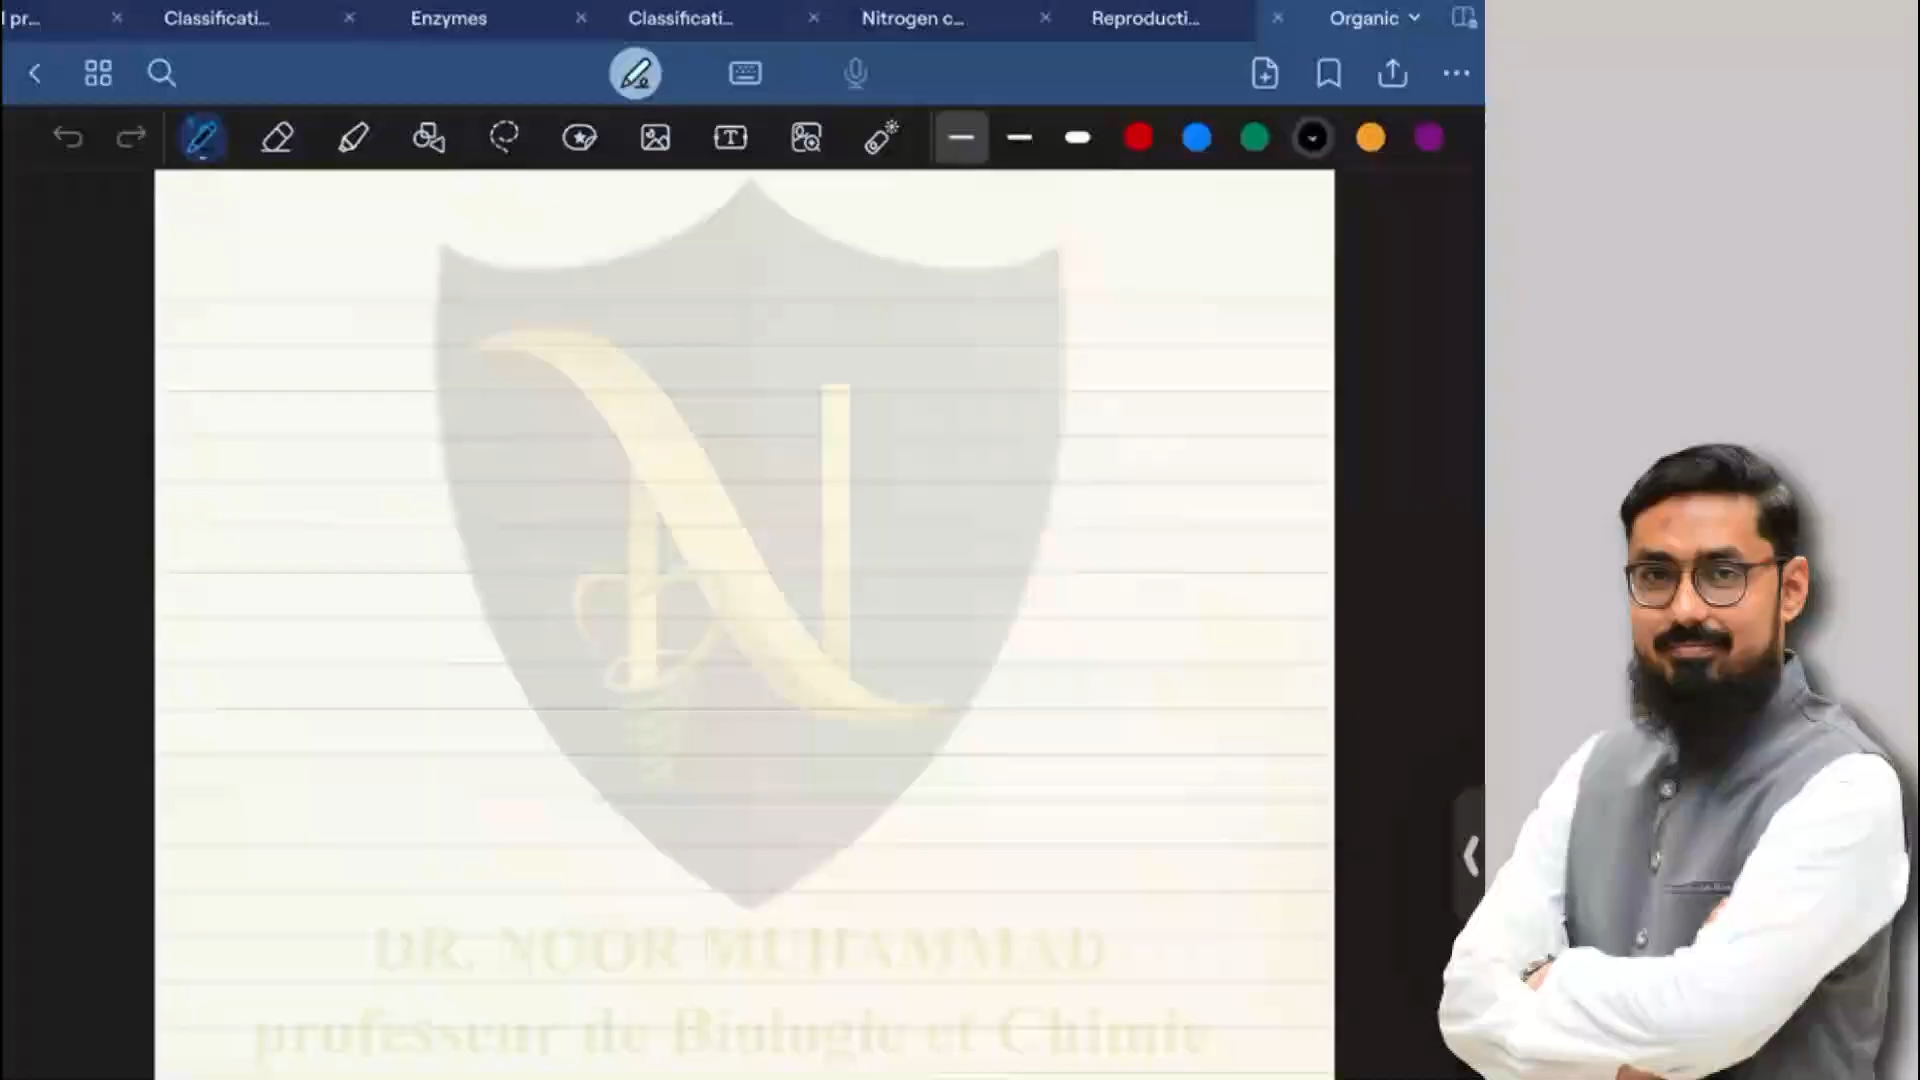 l pr...
Classificati...
Enzymes
Classificati...
Nitrogen c...
Reproducti...
Organic
T
N
DR. NOOR MUHAMMAD
professeur de Biologie et Chimie